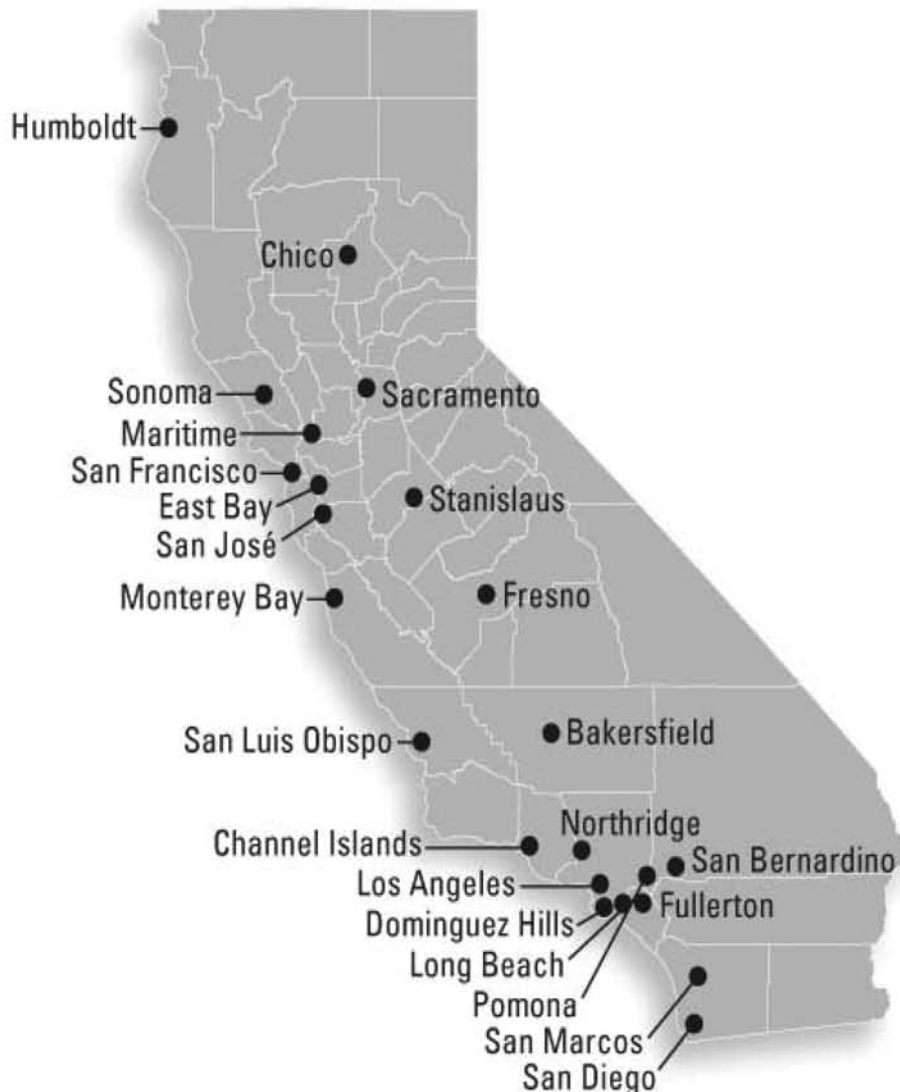 Humboldt
Chico
Sonoma
Sacramento
Maritime
San Francisco
East Bay
Stanislaus
San José
Monterey Bay
Fresno
San Luis Obispo
Bakersfield
Northridge
Channel Islands
San Bernardino
Los Angeles
Fullerton
Dominguez Hills
Long Beach
Pomona
San Marcos
San Diego